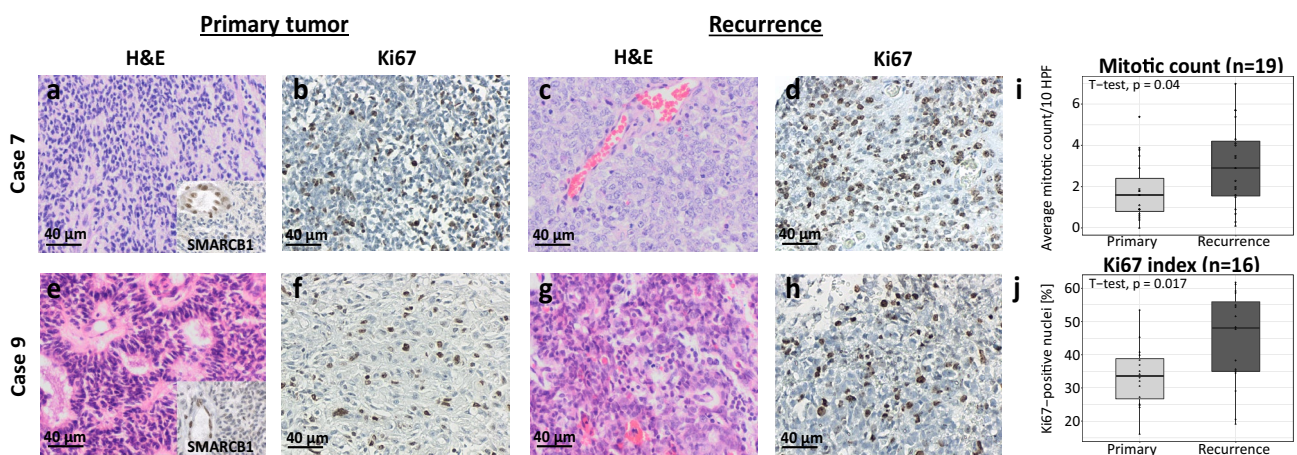 Primary tumor
Recurrence
H&E
Ki67
H&E
Ki67
Case 7
a
SMARCB1
40 µm
b
40 µm
c
40 µm
d
40 µm
i
Mitotic count (n=19)
T−test, p = 0.04
Average mitotic count/10 HPF
6
4
2
0
Primary
Recurrence
Case 9
e
SMARCB1
40 µm
f
40 µm
g
40 µm
h
40 µm
j
Ki67 index (n=16)
T−test, p = 0.017
Ki67−positive nuclei [%]
60
50
40
30
20
Primary
Recurrence